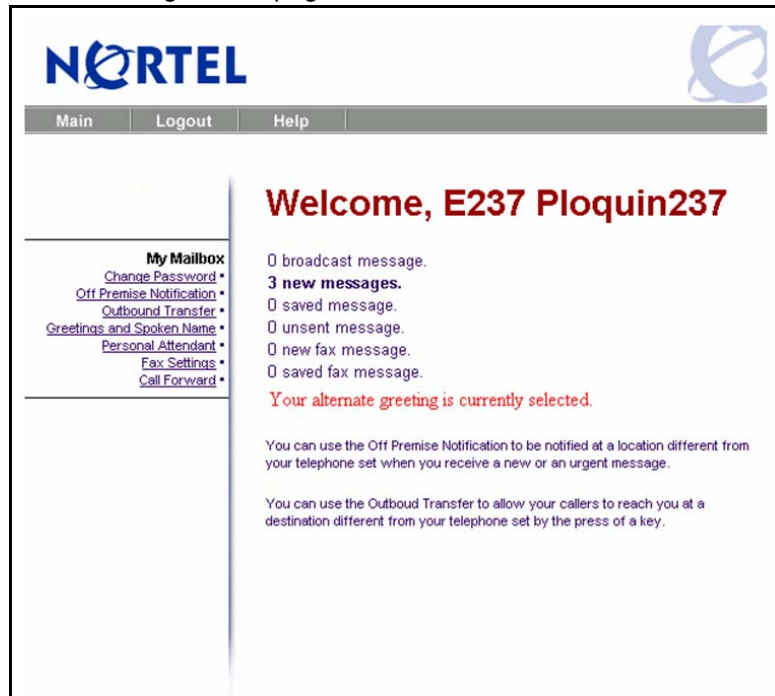 NORTEL
Main Logout Help
Welcome, E237 Ploquin237
My Mailbox
Change Password
Off Premise Notification
Outbound Transfer
Greetings and Spoken Name
Personal Attendant
Fax Settings
Call Forward
0 broadcast message.
3 new messages.
0 saved message.
0 unsent message.
0 new fax message.
0 saved fax message.
Your alternate greeting is currently selected.
You can use the Off Premise Notification to be notified at a location different from
your telephone set when you receive a new or an urgent message.
You can use the Outboud Transfer to allow your callers to reach you at a
destination different from your telephone set by the press of a key.